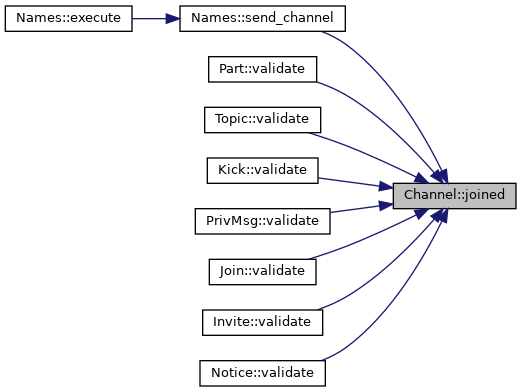 Names::execute
Names::send_channel
Part::validate
Topic::validate
Kick::validate
Channel::joined
PrivMsg::validate
Join::validate
Invite::validate
Notice::validate